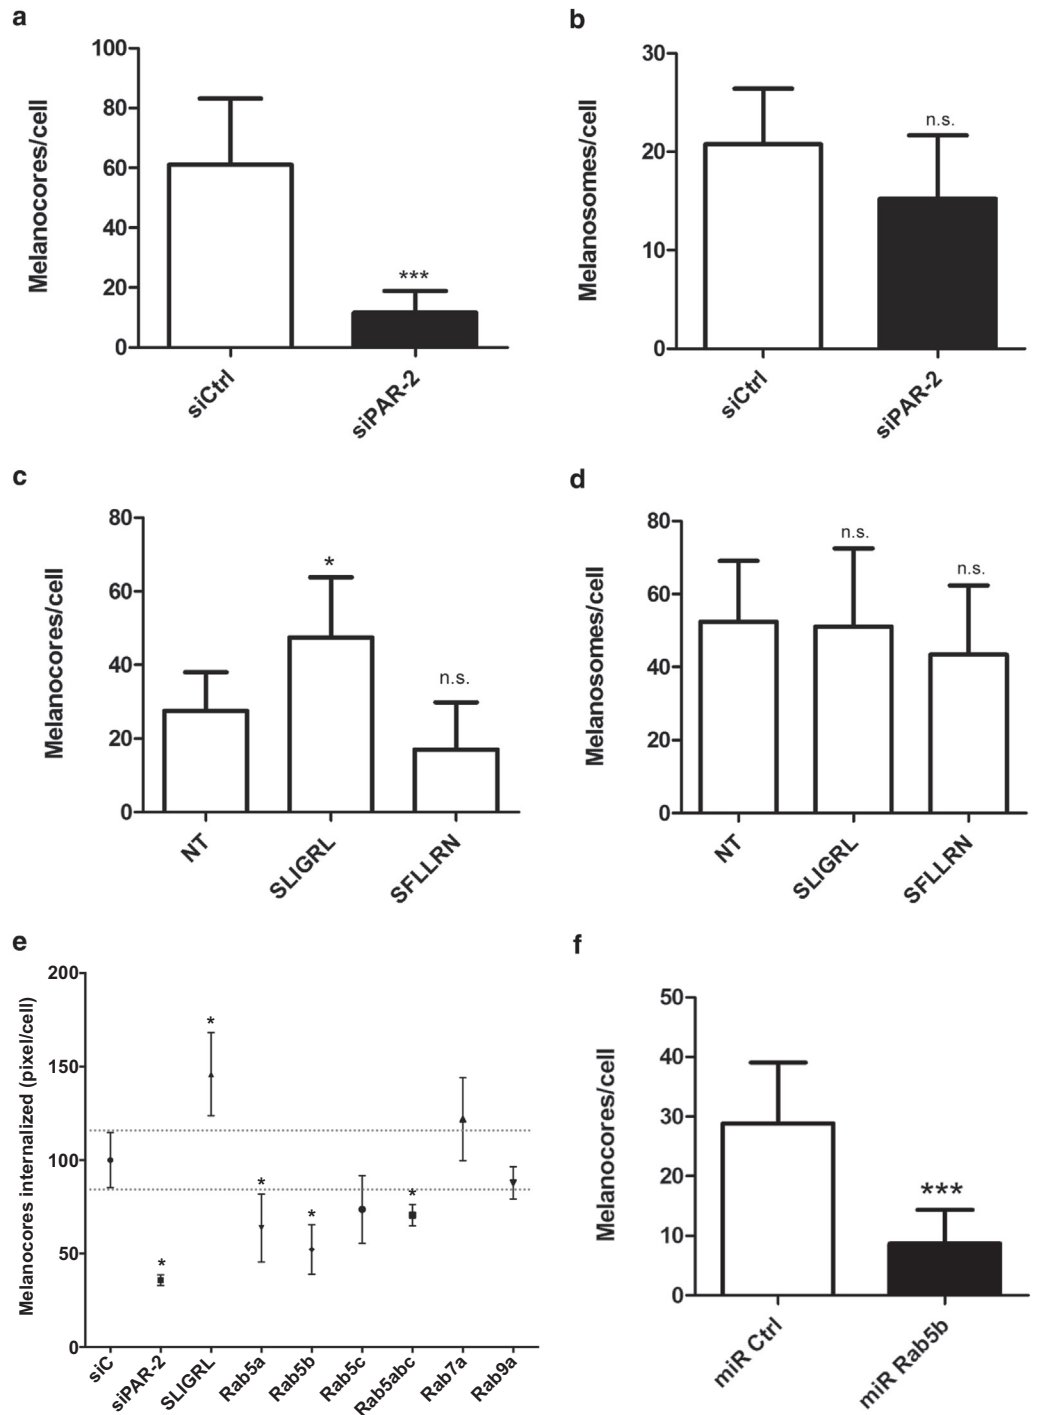 a
Melanocores/cell
100
80
60
40
20
0
***
siCtrl
siPAR-2
b
Melanosomes/cell
30
20
10
0
n.s.
siCtrl
siPAR-2
c
Melanocores/cell
80
60
40
20
0
*
n.s.
NT
SLIGRL
SFLLRN
d
Melanosomes/cell
80
60
40
20
0
n.s.
n.s.
NT
SLIGRL
SFLLRN
e
Melanocores internalized (pixel/cell)
200
150
100
50
0
*
*
*
*
*
siC
siPAR-2
SLIGRL
Rab5a
Rab5b
Rab5c
Rab5abc
Rab7a
Rab9a
f
Melanocores/cell
50
40
30
20
10
0
***
miR Ctrl
miR Rab5b